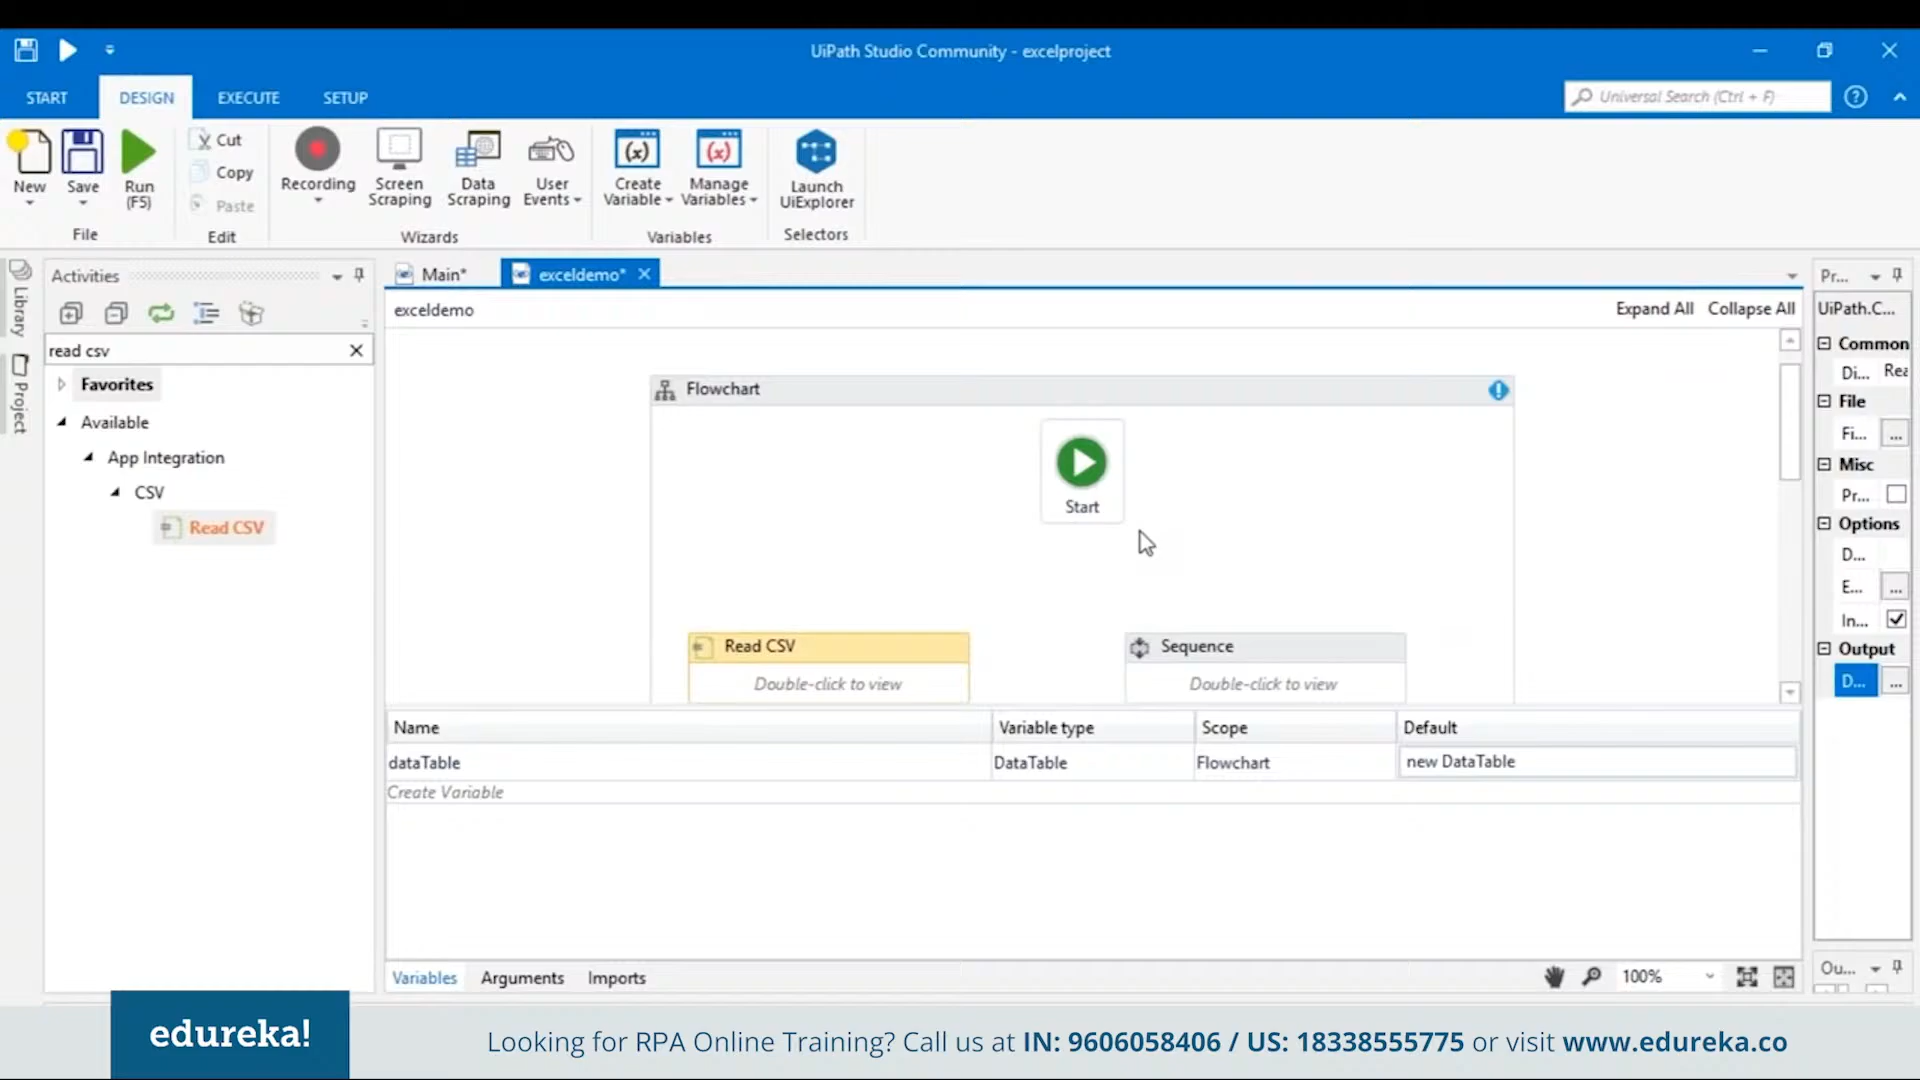 UiPath Studio Community - excelproject
START DESIGN EXECUTE SETUP
Universal Search (Ctrl + F)
New
Save
Run
(F5)
Cut
Copy
Paste
Recording
Screen
Scraping
Data
Scraping
User
Events
Create
Variable
Manage
Variables
Launch
UiExplorer
File Edit Wizards Variables Selectors
Library
Project
Activities
read csv
Favorites
Available
App Integration
CSV
Read CSV
Main* exceldemo*
exceldemo
Expand All Collapse All
Flowchart
Start
Read CSV
Double-click to view
Sequence
Double-click to view
Name Variable type Scope Default
dataTable DataTable Flowchart new DataTable
Create Variable
Variables Arguments Imports
100%
Pr...
UiPath.C...
Common
Di... Rea
File
Fi... ...
Misc
Pr...
Options
D...
E... ...
In...
Output
D... ...
Ou...
edureka!
Looking for RPA Online Training? Call us at IN: 9606058406 / US: 18338555775 or visit www.edureka.co